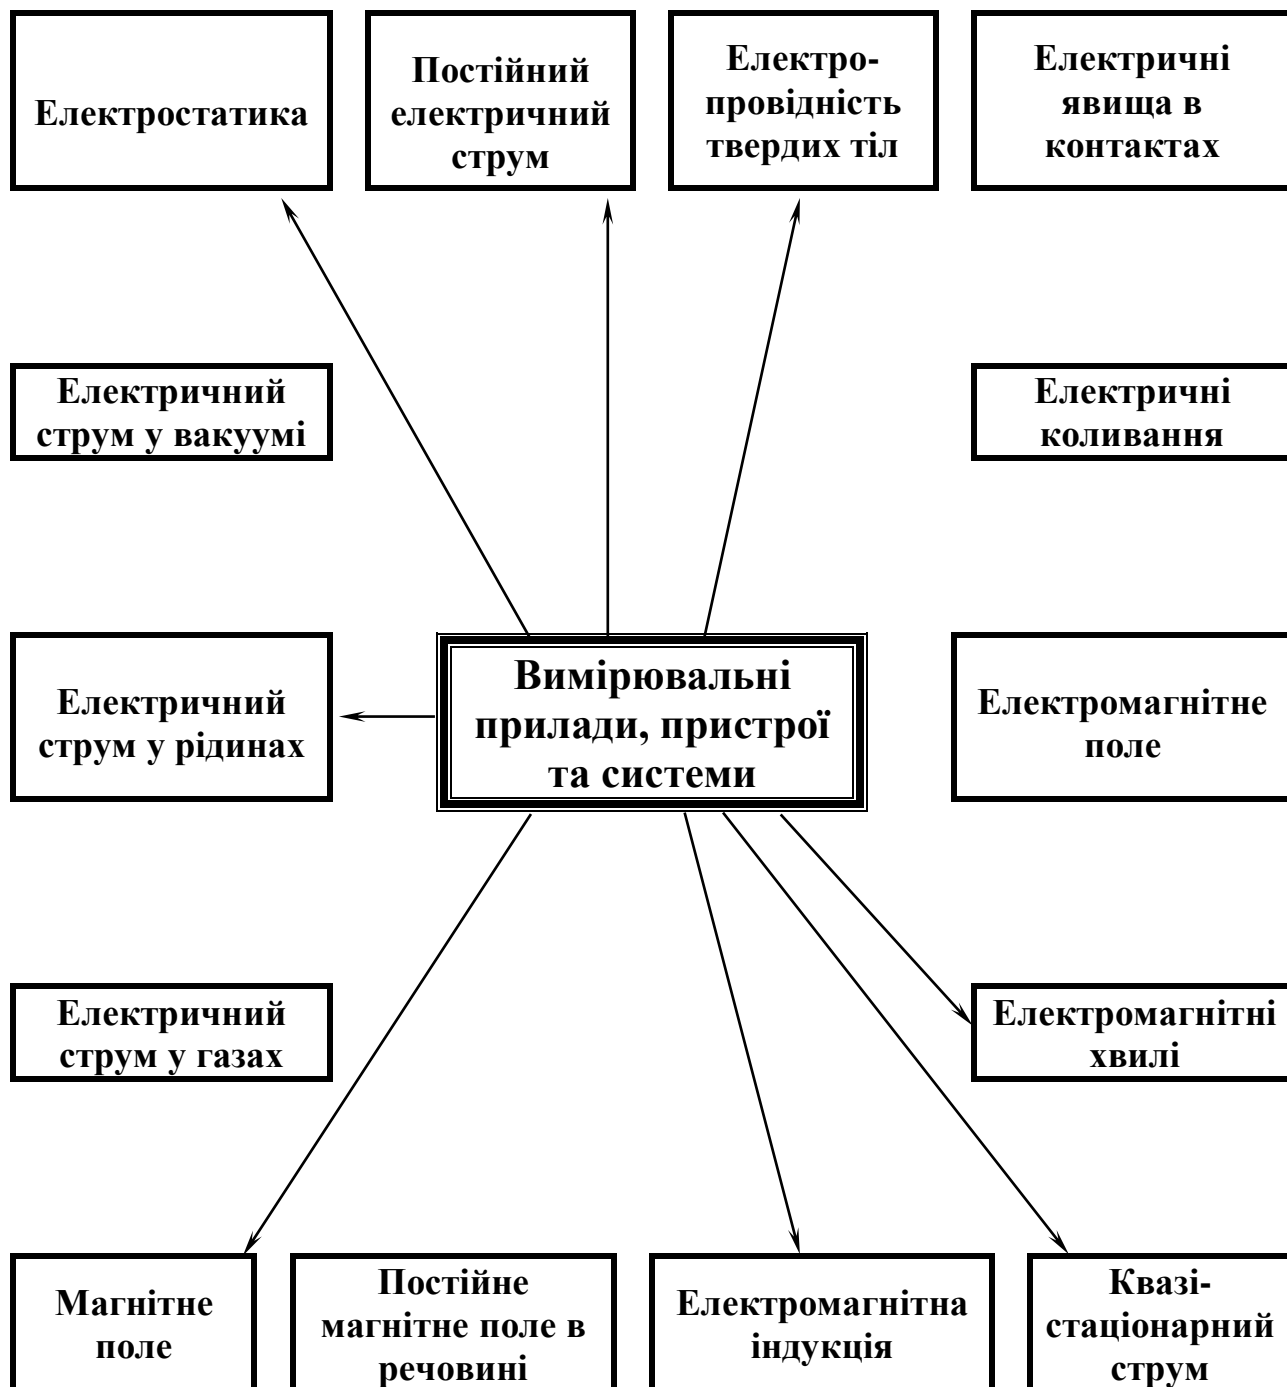 Електростатика
Постійний
електричний
струм
Електро-
провідність
твердих тіл
Електричні
явища в
контактах
Електричний
струм у вакуумі
Електричні
коливання
Електричний
струм у рідинах
Вимірювальні
прилади, пристрої
та системи
Електромагнітне
поле
Електричний
струм у газах
Електромагнітні
хвилі
Магнітне
поле
Постійне
магнітне поле в
речовині
Електромагнітна
індукція
Квазі-
стаціонарний
струм